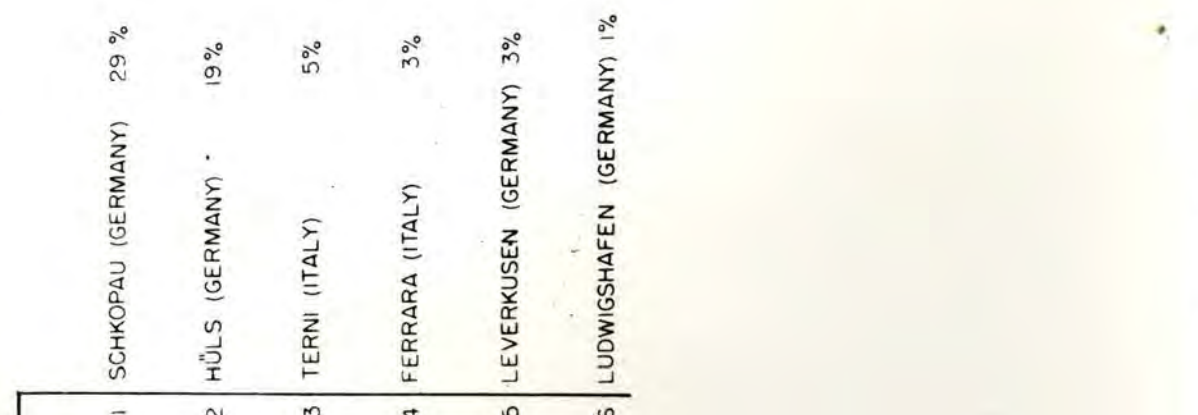 1 SCHKOPAU (GERMANY) 29%
2 HÜLS (GERMANY) 19%
3 TERNI (ITALY) 5%
4 FERRARA (ITALY) 3%
5 LEVERKUSEN (GERMANY) 3%
6 LUDWIGSHAFEN (GERMANY) 1%